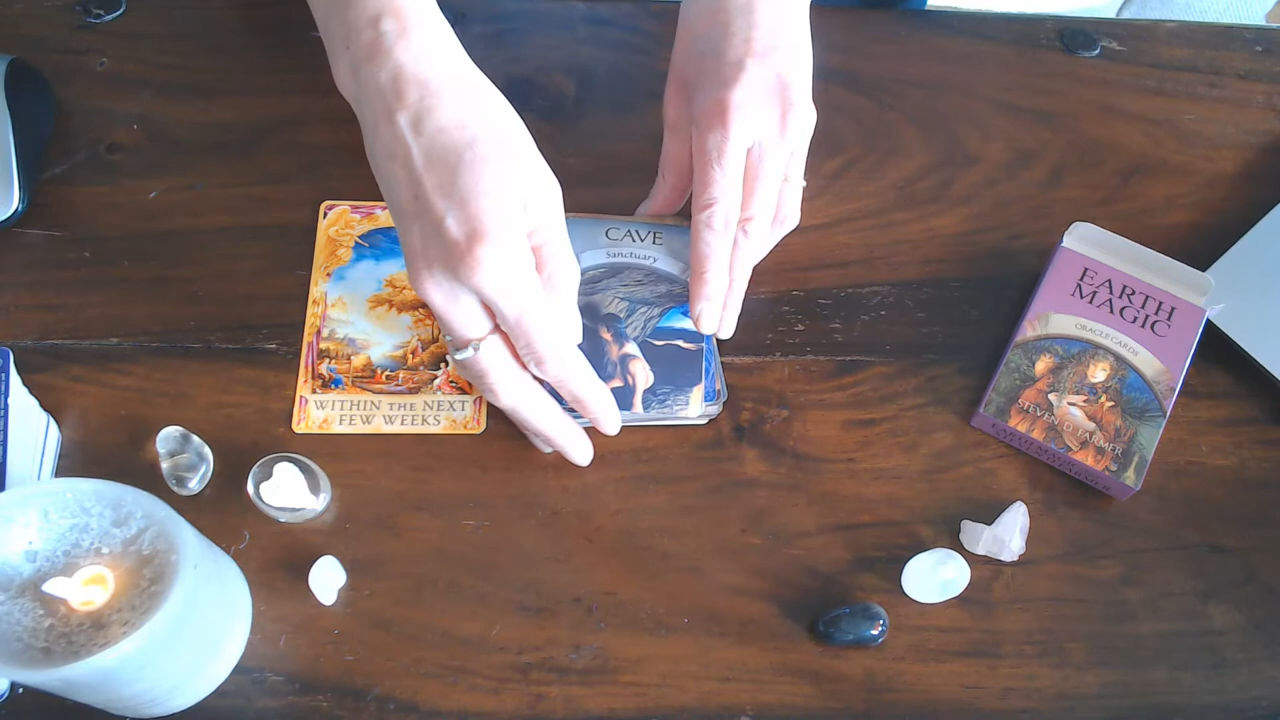 CAVE
Sanctuary
WITHIN THE NEXT
FEW WEEKS
EARTH
MAGIC
ORACLE CARDS
STEVEN D. FARMER